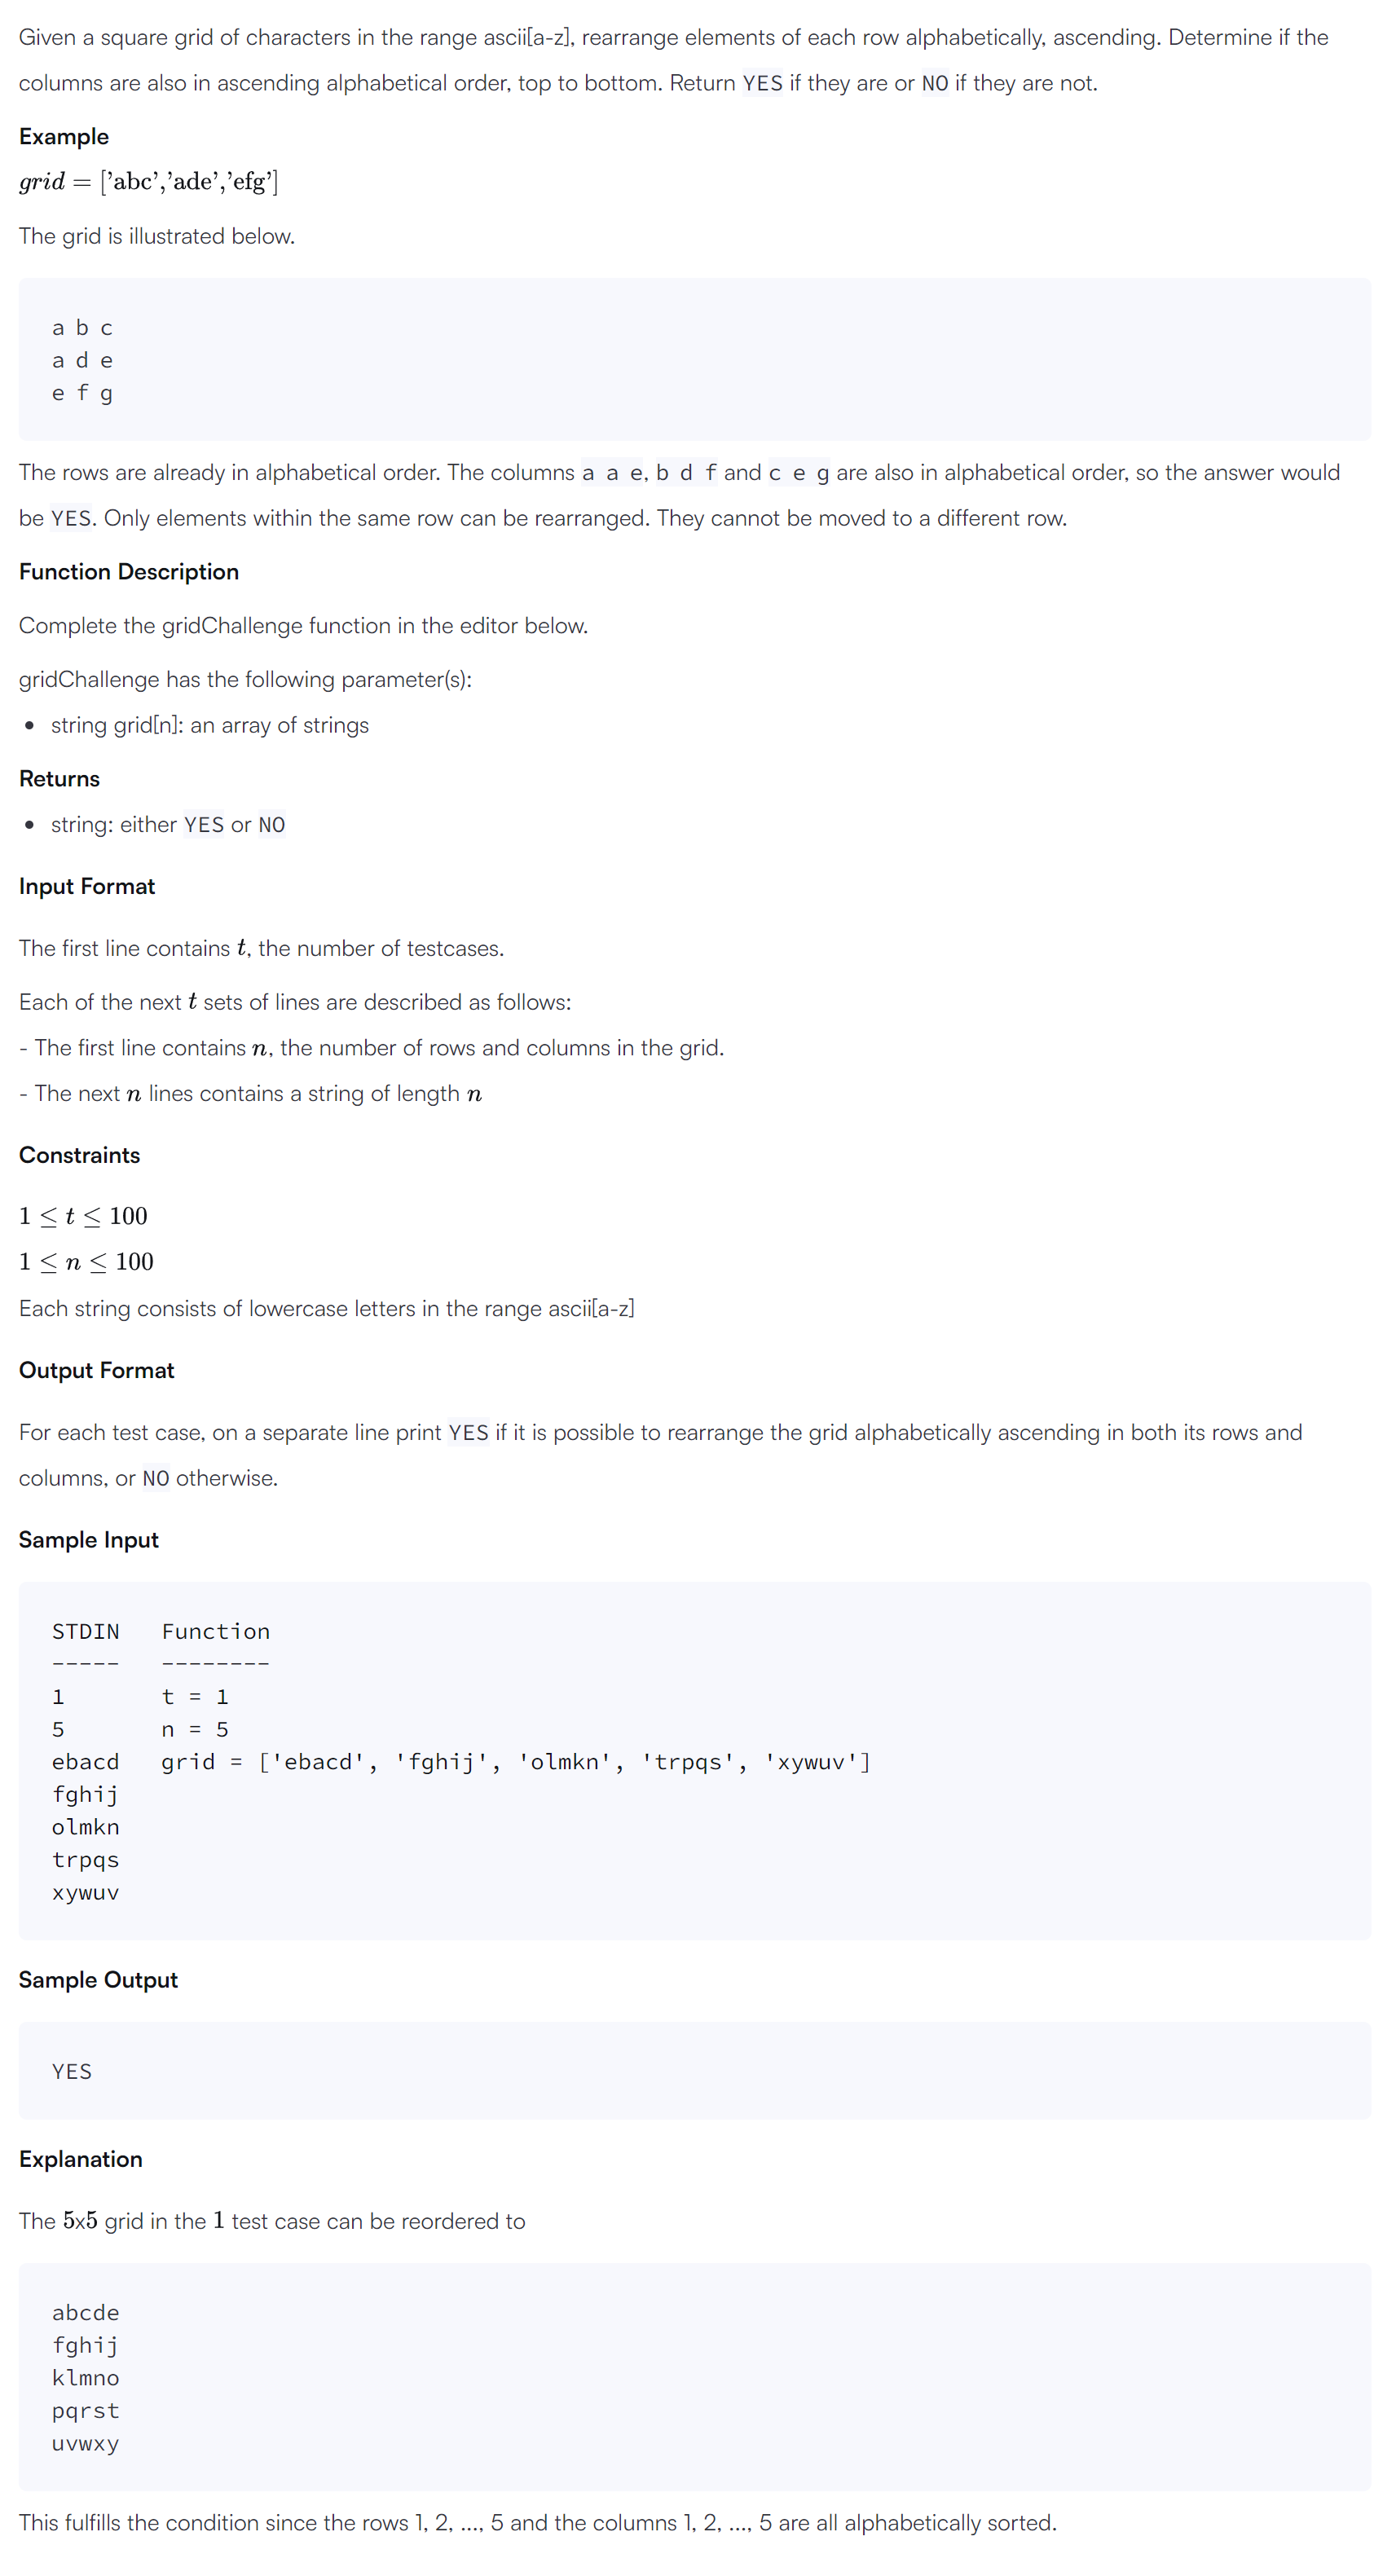 Given a square grid of characters in the range ascii[a-z], rearrange elements of each row alphabetically, ascending. Determine if the
columns are also in ascending alphabetical order, top to bottom. Return YES if they are or NO if they are not.
Example
grid = ['abc','ade','efg']
The grid is illustrated below.
a b c
a d e
e f g
The rows are already in alphabetical order. The columns a a e, b d f and c e g are also in alphabetical order, so the answer would
be YES. Only elements within the same row can be rearranged. They cannot be moved to a different row.
Function Description
Complete the gridChallenge function in the editor below.
gridChallenge has the following parameter(s):
• string grid[n]: an array of strings
Returns
• string: either YES or NO
Input Format
The first line contains t, the number of testcases.
Each of the next t sets of lines are described as follows:
- The first line contains n, the number of rows and columns in the grid.
- The next n lines contains a string of length n
Constraints
1 ≤ t ≤ 100
1 ≤ n ≤ 100
Each string consists of lowercase letters in the range ascii[a-z]
Output Format
For each test case, on a separate line print YES if it is possible to rearrange the grid alphabetically ascending in both its rows and
columns, or NO otherwise.
Sample Input
STDIN   Function
-----   --------
1       t = 1
5       n = 5
ebacd   grid = ['ebacd', 'fghij', 'olmkn', 'trpqs', 'xywuv']
fghij
olmkn
trpqs
xywuv
Sample Output
YES
Explanation
The 5x5 grid in the 1 test case can be reordered to
abcde
fghij
klmno
pqrst
uvwxy
This fulfills the condition since the rows 1, 2, ..., 5 and the columns 1, 2, ..., 5 are all alphabetically sorted.